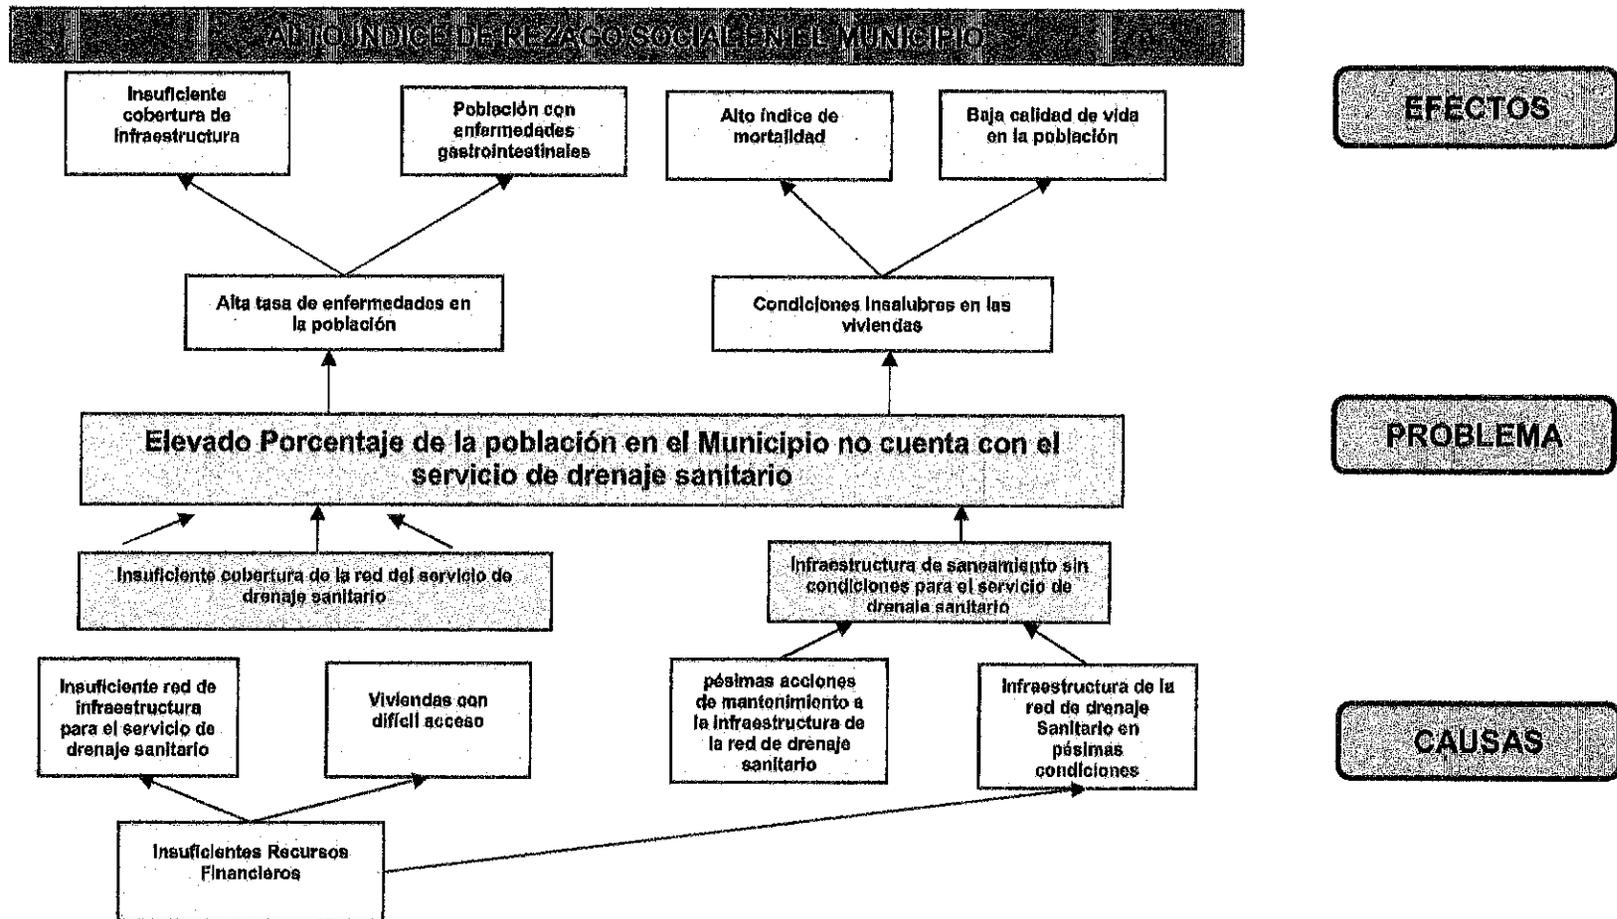 ALTO ÍNDICE DE REZAGO SOCIAL EN EL MUNICIPIO
Insuficiente
cobertura de
Infraestructura
Población con
enfermedades
gastrointestinales
Alto índice de
mortalidad
Baja calidad de vida
en la población
EFECTOS
Alta tasa de enfermedades en
la población
Condiciones Insalubres en las
viviendas
Elevado Porcentaje de la población en el Municipio no cuenta con el
servicio de drenaje sanitario
PROBLEMA
Insuficiente cobertura de la red del servicio de
drenaje sanitario
Infraestructura de saneamiento sin
condiciones para el servicio de
drenaje sanitario
Insuficiente red de
infraestructura
para el servicio de
drenaje sanitario
Viviendas con
difícil acceso
pésimas acciones
de mantenimiento a
la infraestructura de
la red de drenaje
sanitario
Infraestructura de la
red de drenaje
Sanitario en
pésimas
condiciones
CAUSAS
Insuficientes Recursos
Financieros